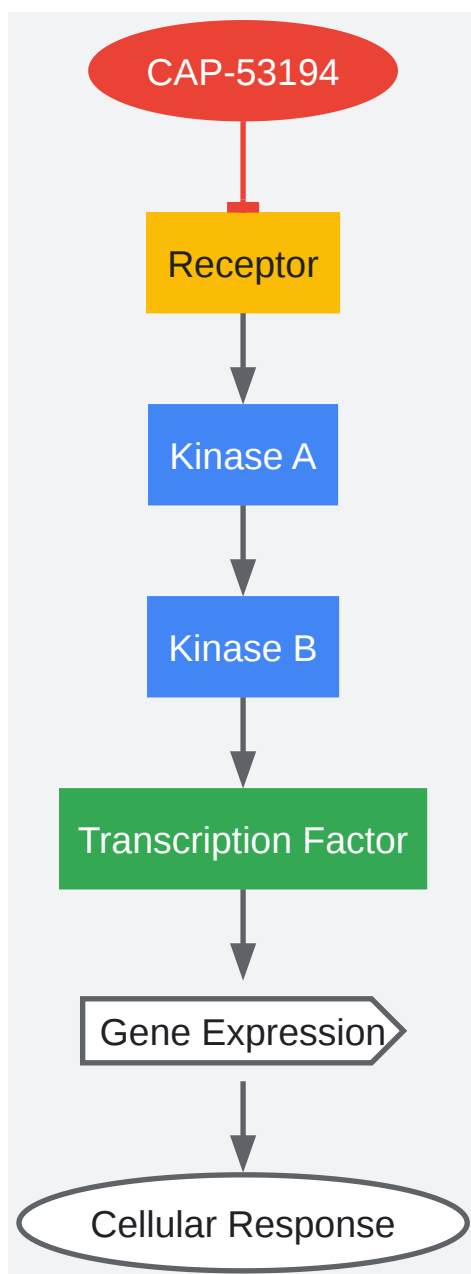 CAP-53194
Receptor
Kinase A
Kinase B
Transcription Factor
Gene Expression
Cellular Response